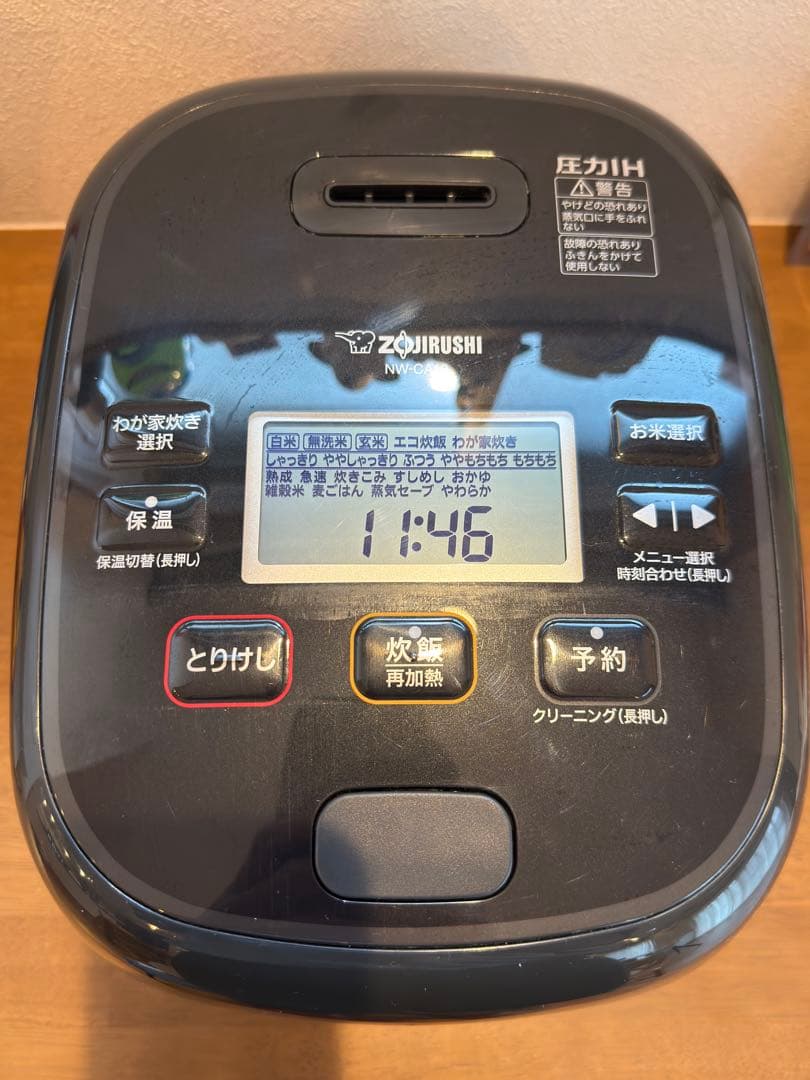 圧力IH
警告
やけどの恐れあり
蒸気口に手をふれ
ない
故障の恐れあり
ふきんをかけて
使用しない
ZOJIRUSHI
わが家炊き
選択
白米 無洗米 玄米 エコ炊飯 わが家炊き
しゃっきり ややしゃっきり ふつう ややもちもち もちもち
熟成 急速 炊きこみ すしめし おかゆ
雑穀米 麦ごはん 蒸気セーブ やわらか
11:46
お米選択
保温
保温切替(長押し)
メニュー選択
時刻合わせ(長押し)
とりけし
炊飯
再加熱
予約
クリーニング(長押し)